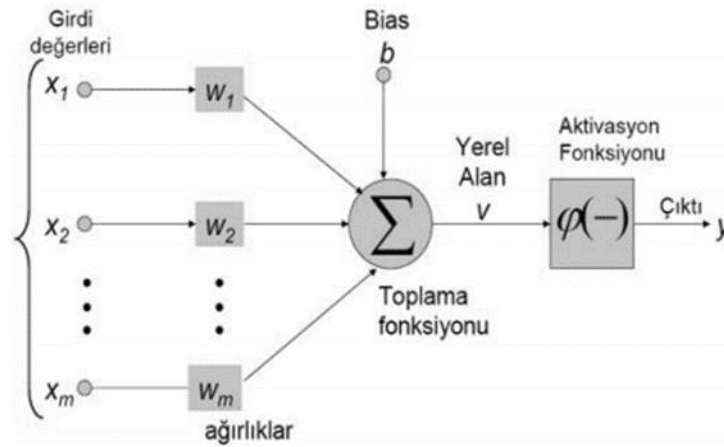 Girdi
değerleri
Bias
b
x1
w1
Aktivasyon
Fonksiyonu
Yerel
Alan
v
x2
w2
∑
φ(−)
Çıktı
y
Toplama
fonksiyonu
xm
wm
ağırlıklar